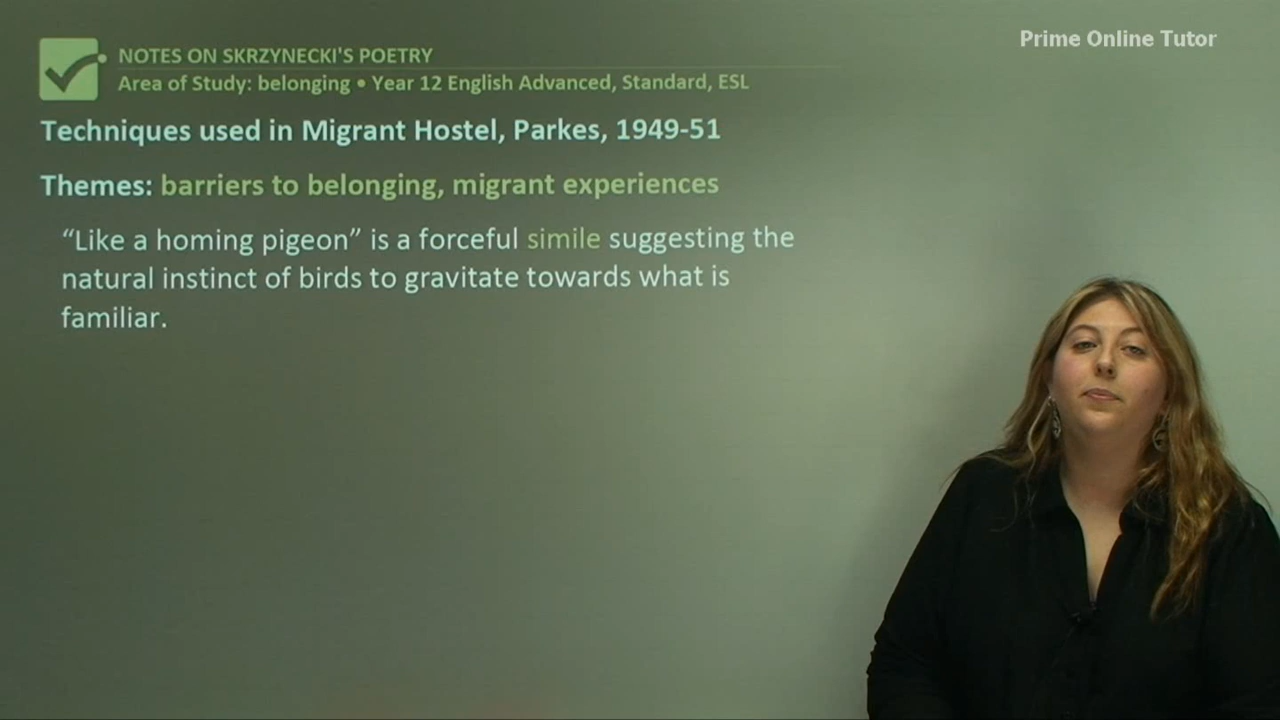 Prime Online Tutor
NOTES ON SKRZYNECKI'S POETRY
Area of Study: belonging • Year 12 English Advanced, Standard, ESL
Techniques used in Migrant Hostel, Parkes, 1949-51
Themes: barriers to belonging, migrant experiences
“Like a homing pigeon” is a forceful simile suggesting the
natural instinct of birds to gravitate towards what is
familiar.